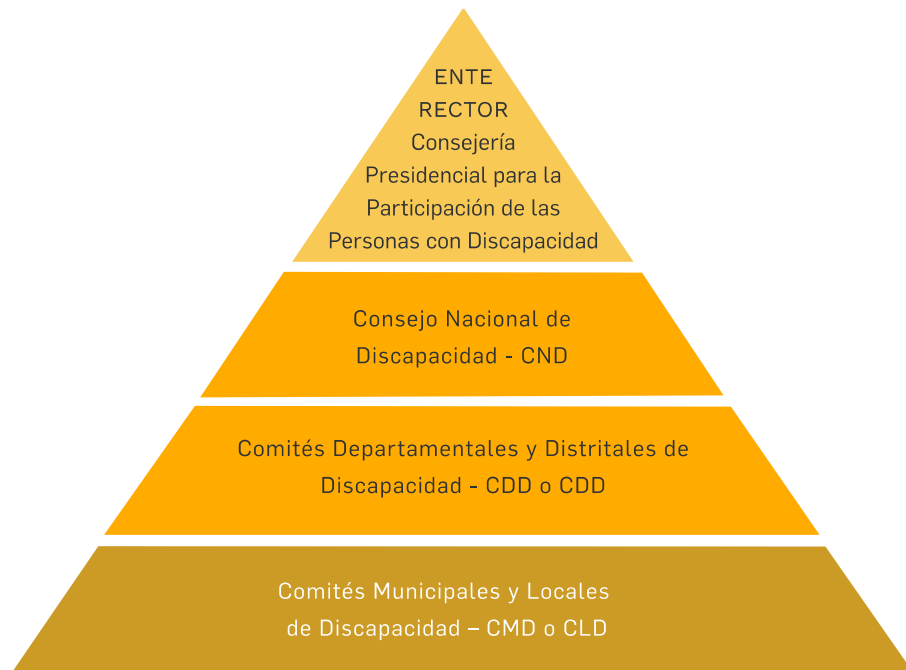 ENTE
RECTOR
Consejería
Presidencial para la
Participación de las
Personas con Discapacidad
Consejo Nacional de
Discapacidad - CND
Comités Departamentales y Distritales de
Discapacidad - CDD o CDD
Comités Municipales y Locales
de Discapacidad – CMD o CLD